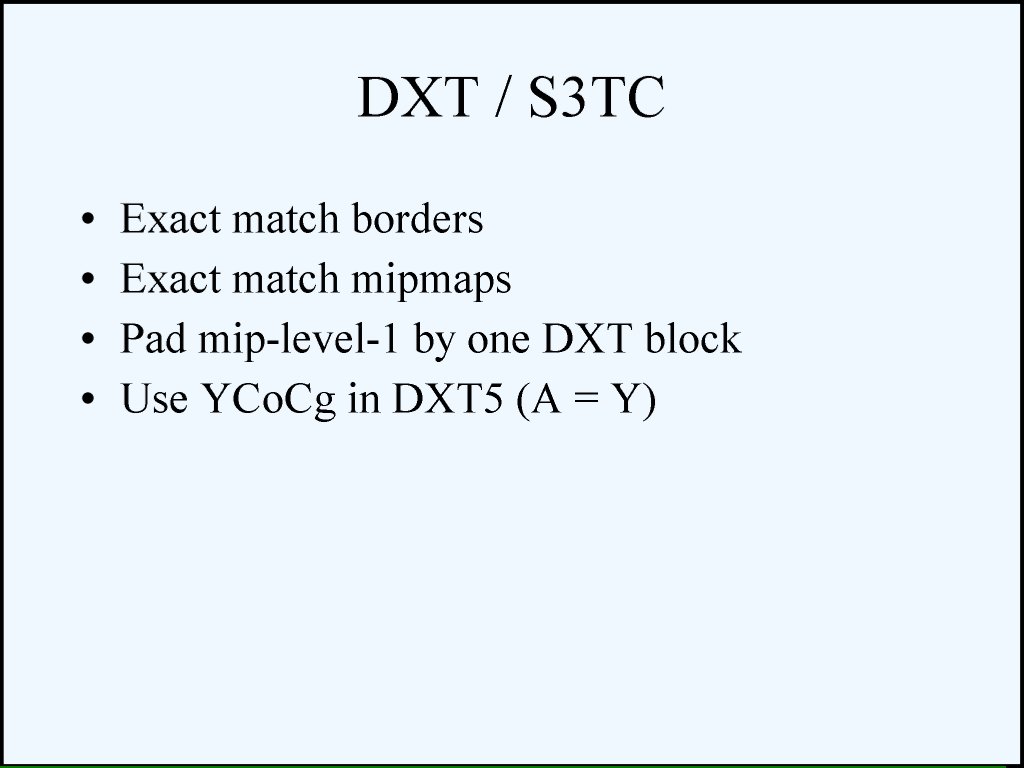 DXT / S3TC
• Exact match borders
• Exact match mipmaps
• Pad mip-level-1 by one DXT block
• Use YCoCg in DXT5 (A = Y)